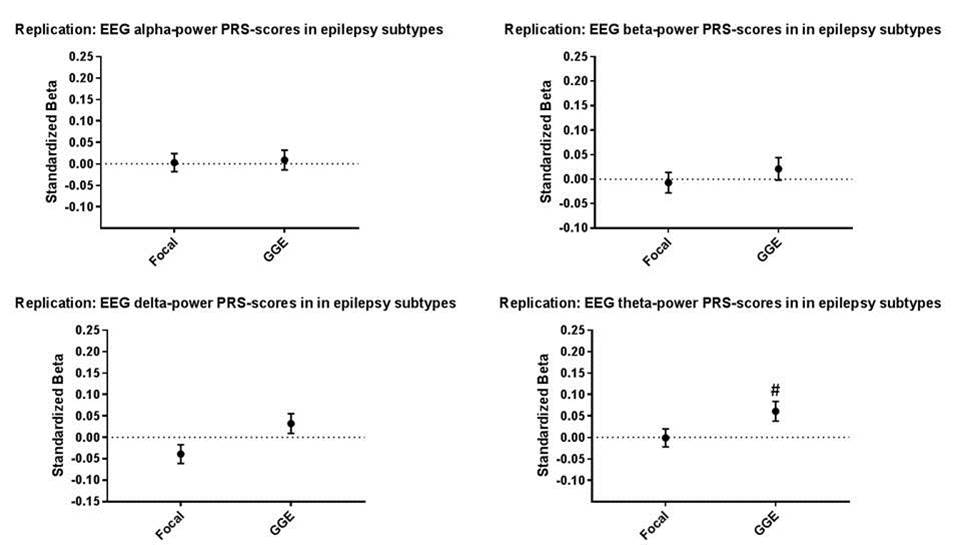 Replication: EEG alpha-power PRS-scores in epilepsy subtypes
Standardized Beta
0.25
0.20
0.15
0.10
0.05
0.00
-0.05
-0.10
Focal
GGE
Replication: EEG beta-power PRS-scores in in epilepsy subtypes
Standardized Beta
0.25
0.20
0.15
0.10
0.05
0.00
-0.05
-0.10
Focal
GGE
Replication: EEG delta-power PRS-scores in in epilepsy subtypes
Standardized Beta
0.25
0.20
0.15
0.10
0.05
0.00
-0.05
-0.10
-0.15
Focal
GGE
Replication: EEG theta-power PRS-scores in in epilepsy subtypes
Standardized Beta
0.25
0.20
0.15
0.10
0.05
0.00
-0.05
-0.10
#
Focal
GGE